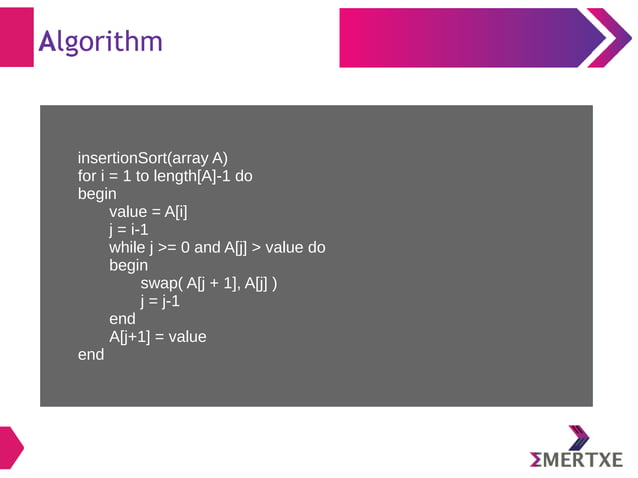 Algorithm
insertionSort(array A)
for i = 1 to length[A]-1 do
begin
value = A[i]
j = i-1
while j >= 0 and A[j] > value do
begin
swap( A[j + 1], A[j] )
j = j-1
end
A[j+1] = value
end
ΣMERTXE